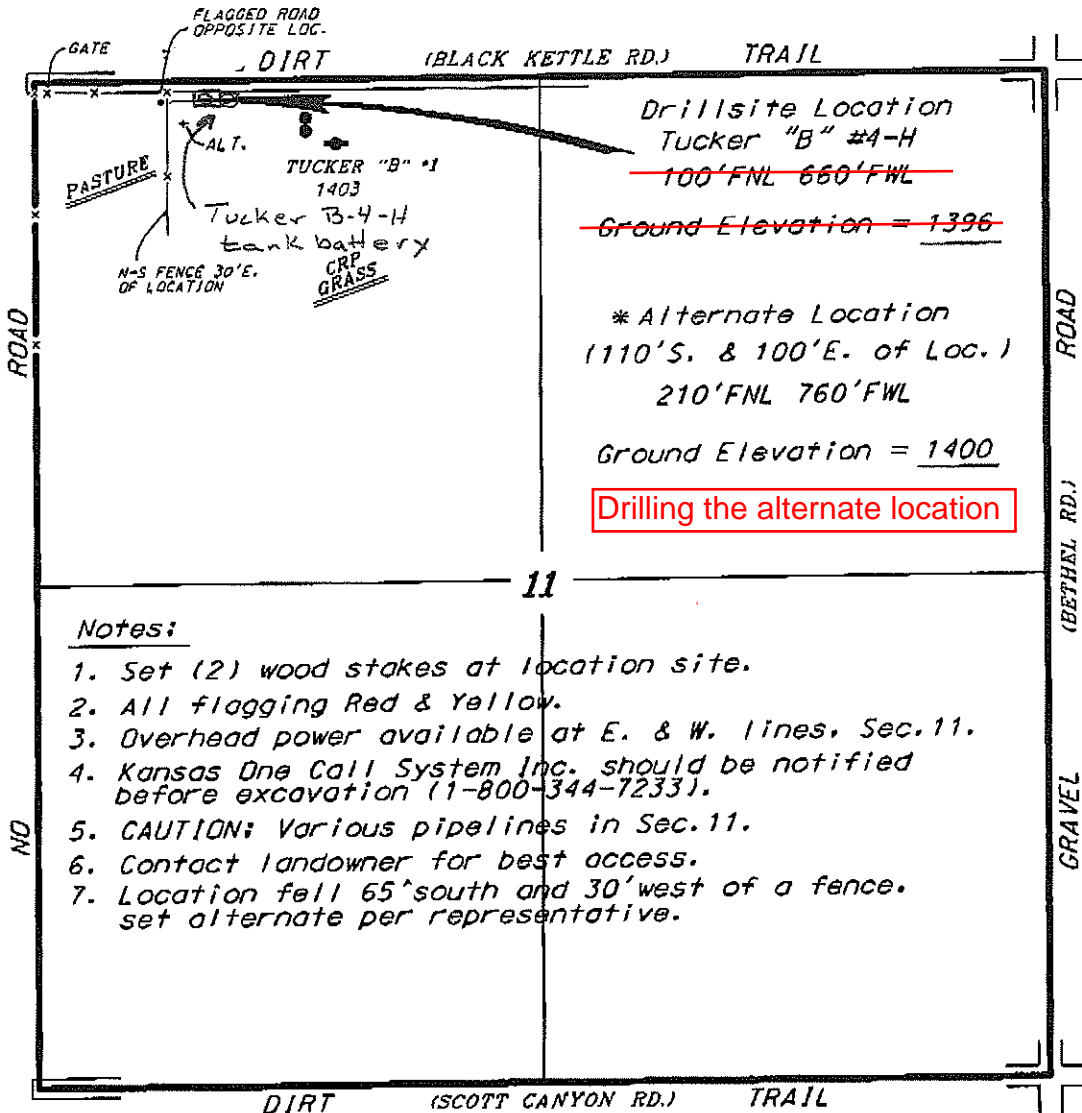 FLAGGED ROAD
OPPOSITE LOC.
GATE
DIRT (BLACK KETTLE RD.) TRAIL
Drillsite Location
Tucker "B" #4-H
100'FNL 660'FWL
Ground Elevation = 1396
ALT.
PASTURE
TUCKER "B" #1
1403
Tucker B-4-H
tank battery
CRP
GRASS
N-S FENCE 30'E.
OF LOCATION
* Alternate Location
(110'S. & 100'E. of Loc.)
210'FNL 760'FWL
Ground Elevation = 1400
Drilling the alternate location
ROAD
ROAD
(BETHEL RD.)
11
Notes:
1. Set (2) wood stakes at location site.
2. All flagging Red & Yellow.
3. Overhead power available at E. & W. lines, Sec.11.
4. Kansas One Call System Inc. should be notified
before excavation (1-800-344-7233).
5. CAUTION: Various pipelines in Sec.11.
6. Contact landowner for best access.
7. Location fell 65'south and 30'west of a fence.
set alternate per representative.
NO
GRAVEL
DIRT (SCOTT CANYON RD.) TRAIL